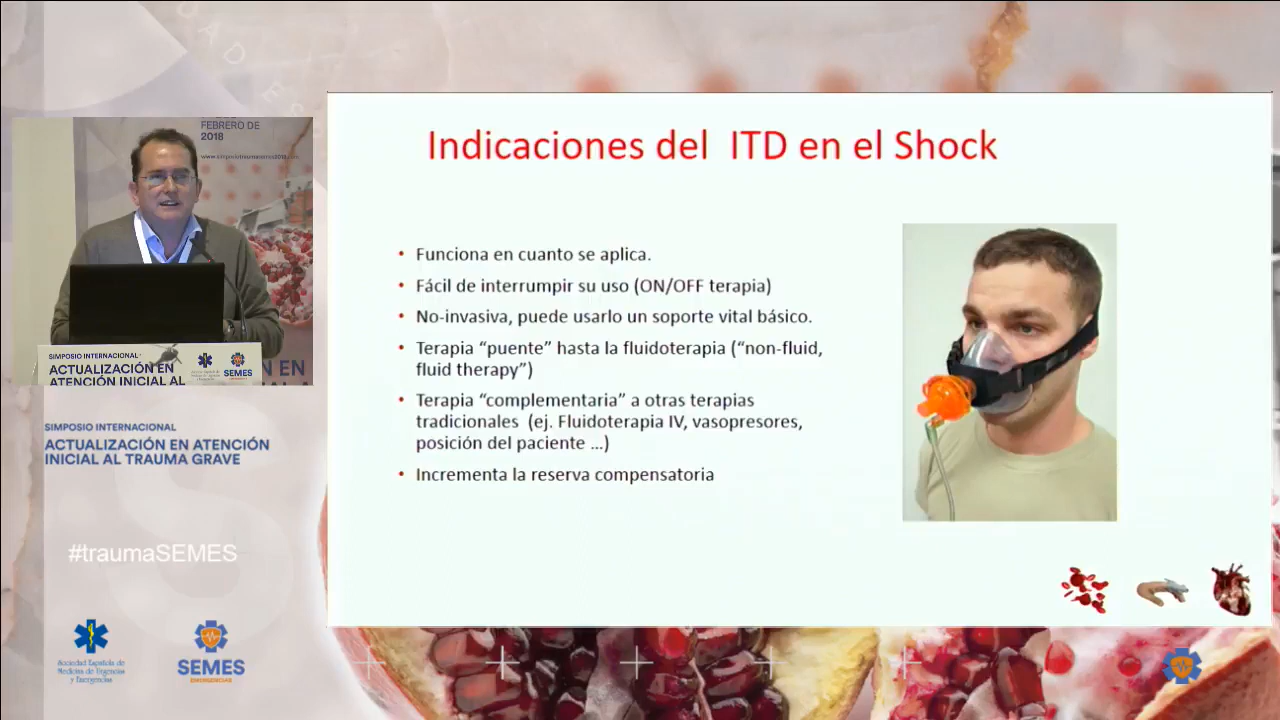 FEBRERO DE
2018
SIMPOSIO INTERNACIONAL
ACTUALIZACIÓN EN
ATENCIÓN INICIAL AL
SEMES
SIMPOSIO INTERNACIONAL
ACTUALIZACIÓN EN ATENCIÓN
INICIAL AL TRAUMA GRAVE
#traumaSEMES
Sociedad Española de
Medicina de Urgencias
y Emergencias
SEMES
EMERGENCIAS
Indicaciones del ITD en el Shock
• Funciona en cuanto se aplica.
• Fácil de interrumpir su uso (ON/OFF terapia)
• No-invasiva, puede usarlo un soporte vital básico.
• Terapia “puente” hasta la fluidoterapia (“non-fluid,
fluid therapy”)
• Terapia “complementaria” a otras terapias
tradicionales (ej. Fluidoterapia IV, vasopresores,
posición del paciente ...)
• Incrementa la reserva compensatoria